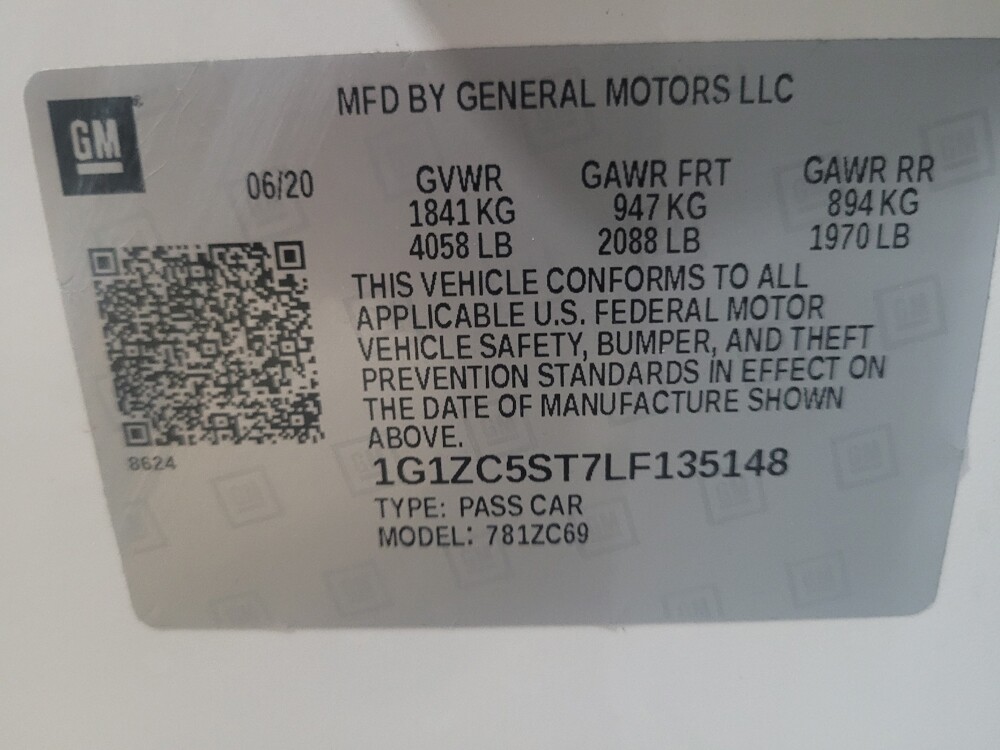 GM
MFD BY GENERAL MOTORS LLC
06/20
GVWR GAWR FRT GAWR RR
1841 KG 947 KG 894 KG
4058 LB 2088 LB 1970 LB
THIS VEHICLE CONFORMS TO ALL
APPLICABLE U.S. FEDERAL MOTOR
VEHICLE SAFETY, BUMPER, AND THEFT
PREVENTION STANDARDS IN EFFECT ON
THE DATE OF MANUFACTURE SHOWN
ABOVE.
8624
1G1ZC5ST7LF135148
TYPE: PASS CAR
MODEL: 781ZC69